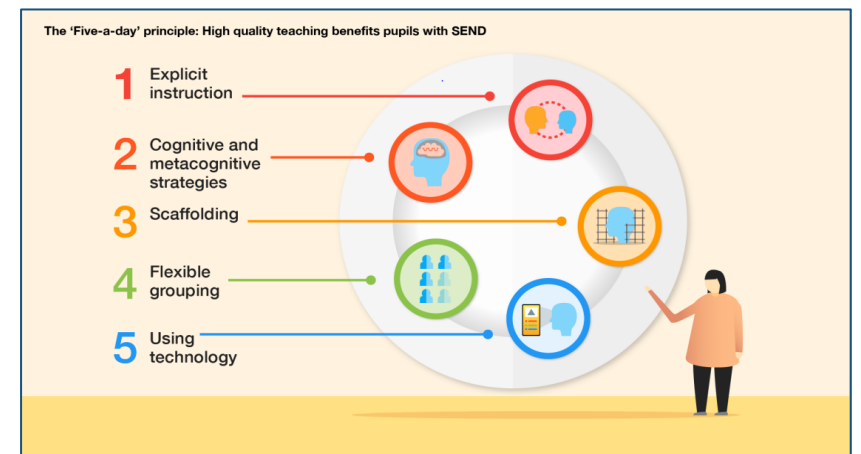 The ‘Five-a-day’ principle: High quality teaching benefits pupils with SEND
1 Explicit
instruction
2 Cognitive and
metacognitive
strategies
3 Scaffolding
4 Flexible
grouping
5 Using
technology